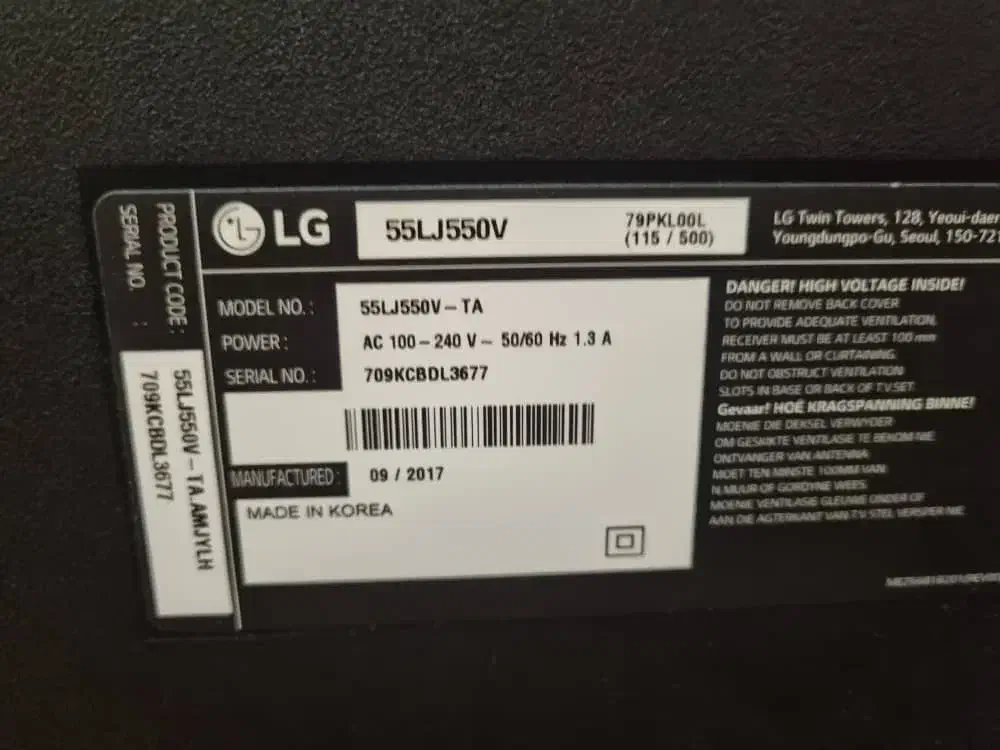 PRODUCT CODE :
SERIAL NO. :
55LJ550V - TA.AMJYLH
709KCBDL3677
LG
55LJ550V
79PKL00L
(115 / 500)
LG Twin Towers, 128, Yeoui-daer
Youngdungpo-Gu, Seoul, 150-721
MODEL NO. :
55LJ550V - TA
POWER :
AC 100 - 240 V ~ 50/60 Hz 1.3 A
SERIAL NO. :
709KCBDL3677
MANUFACTURED :
09 / 2017
MADE IN KOREA
DANGER! HIGH VOLTAGE INSIDE!
DO NOT REMOVE BACK COVER
TO PROVIDE ADEQUATE VENTILATION,
RECEIVER MUST BE AT LEAST 100 mm
FROM A WALL OR CURTAINING.
DO NOT OBSTRUCT VENTILATION
SLOTS IN BASE OR BACK OF T.V. SET.
Gevaar! HOË KRAGSPANNING BINNE!
MOENIE DIE DEKSEL VERWYDER
OM GESKIKTE VENTILASIE TE BEKOM NIE.
ONTVANGER VAN ANTENNA
MOET TEN MINSTE 100MM VAN
N.MUUR OF GORDYNE WEES.
MOENIE VENTILASIE GLEUWE ONDER OF
AAN DIE AGTERKANT VAN T.V STEL VERSPER NIE.